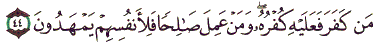 مَن كَفَرَ فَعَلَيْهِ كُفْرُهُۥ ۖ وَمَنْ عَمِلَ صَـٰلِحًا فَلِأَنفُسِهِمْ يَمْهَدُونَ ٤٤